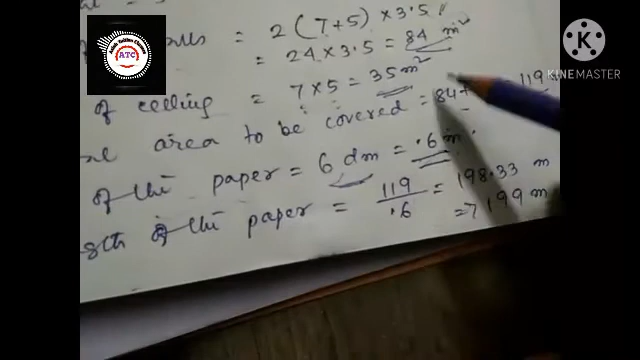 = 2 (7+5) × 3.5
= 24 × 3.5 = 84 m²
of ceiling = 7 × 5 = 35 m²
area to be covered = 84+ 119
of the paper = 6 dm = .6 m
of the paper = 119/.6 = 198.33 m
= 199 m
ATC
KINEMASTER